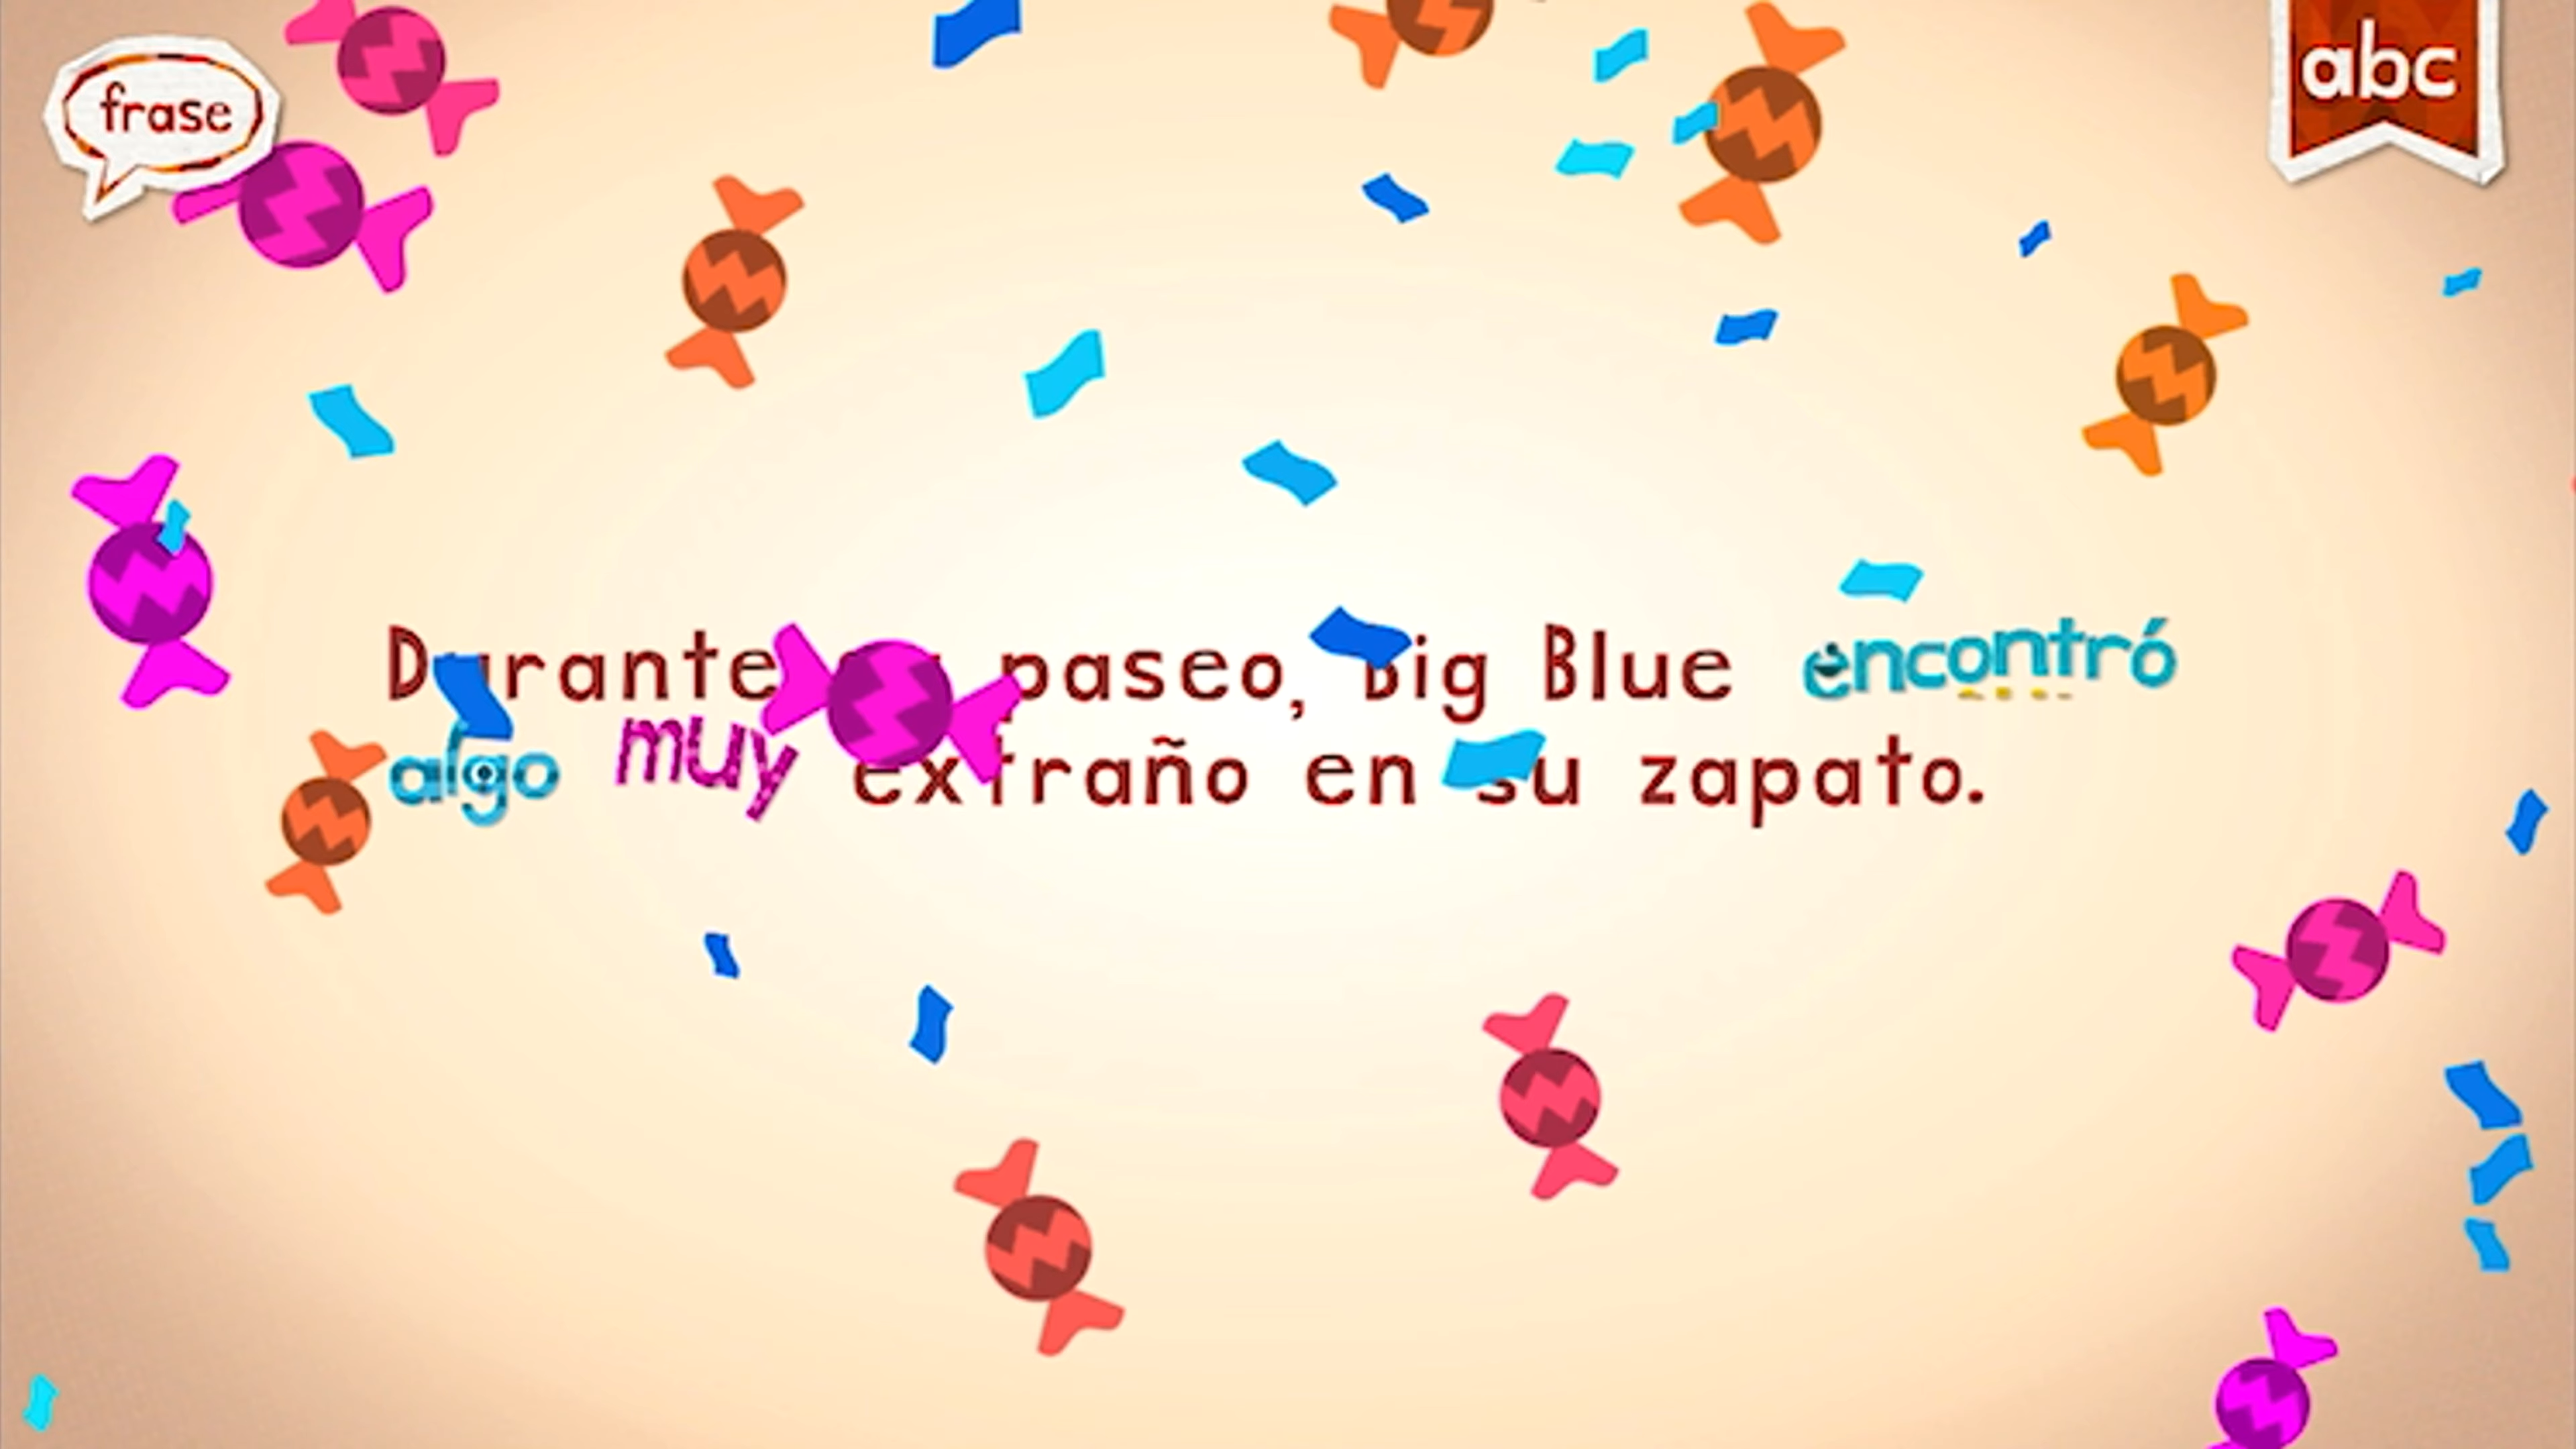 frase
abc
Durante paseo, Big Blue encontró
algo muy extraño en su zapato.